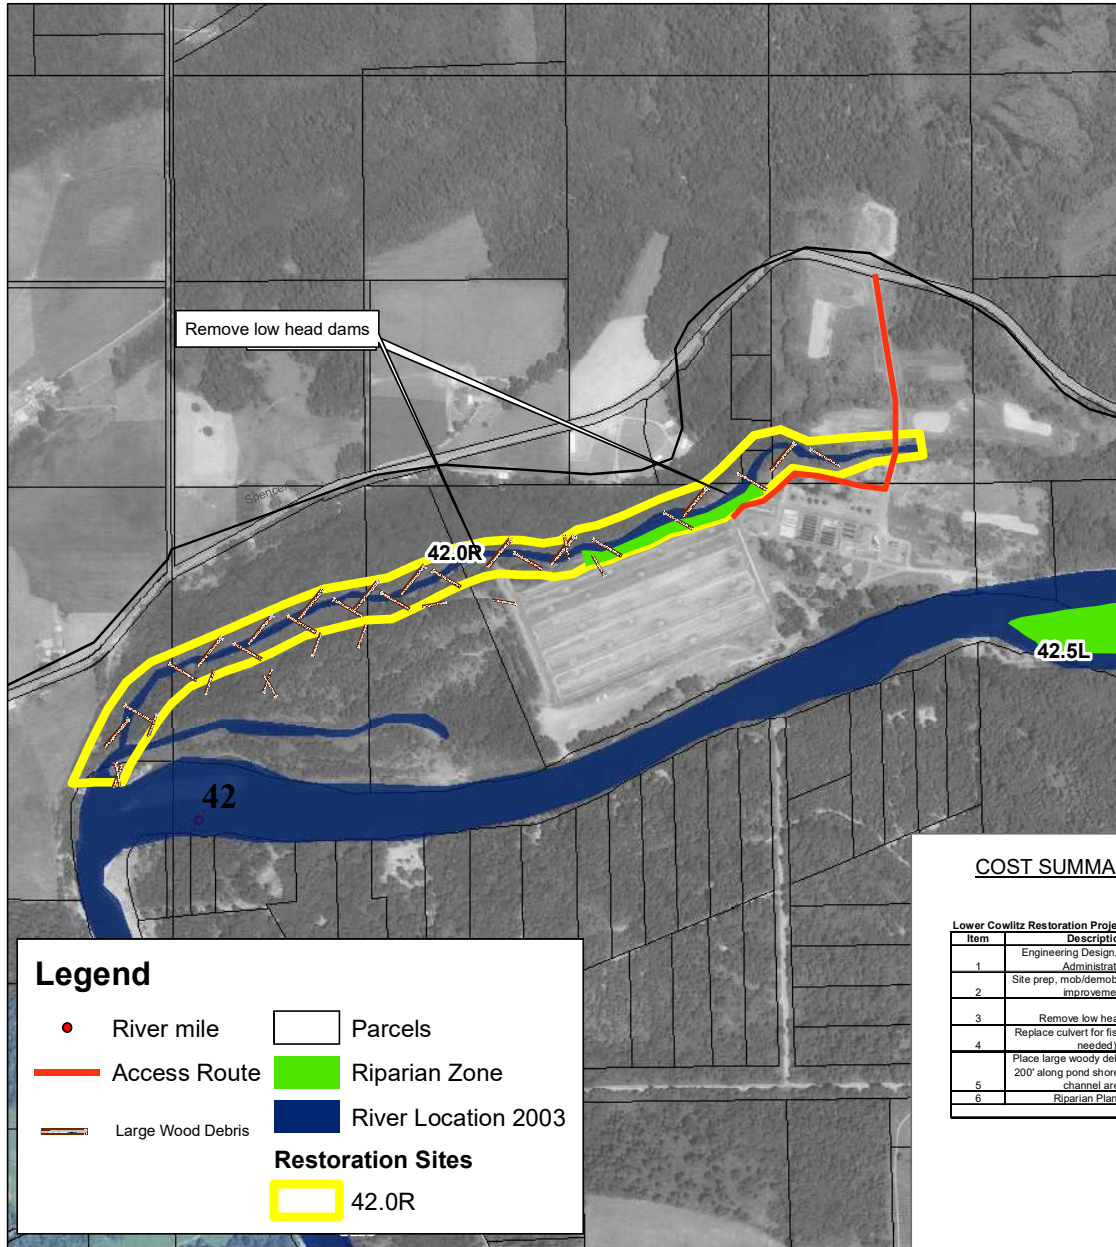 Remove low head dams
Spencer
42.0R
42.5L
42
Legend
River mile
Access Route
Large Wood Debris
Parcels
Riparian Zone
River Location 2003
Restoration Sites
42.0R
COST SUMMA
Lower Cowlitz Restoration Proje
Item Descriptio
1 Engineering Design,
Administrat
2 Site prep, mob/demob
improveme
3 Remove low hea
4 Replace culvert for fis
needed)
5 Place large woody deb
200' along pond shore
channel are
6 Riparian Plan